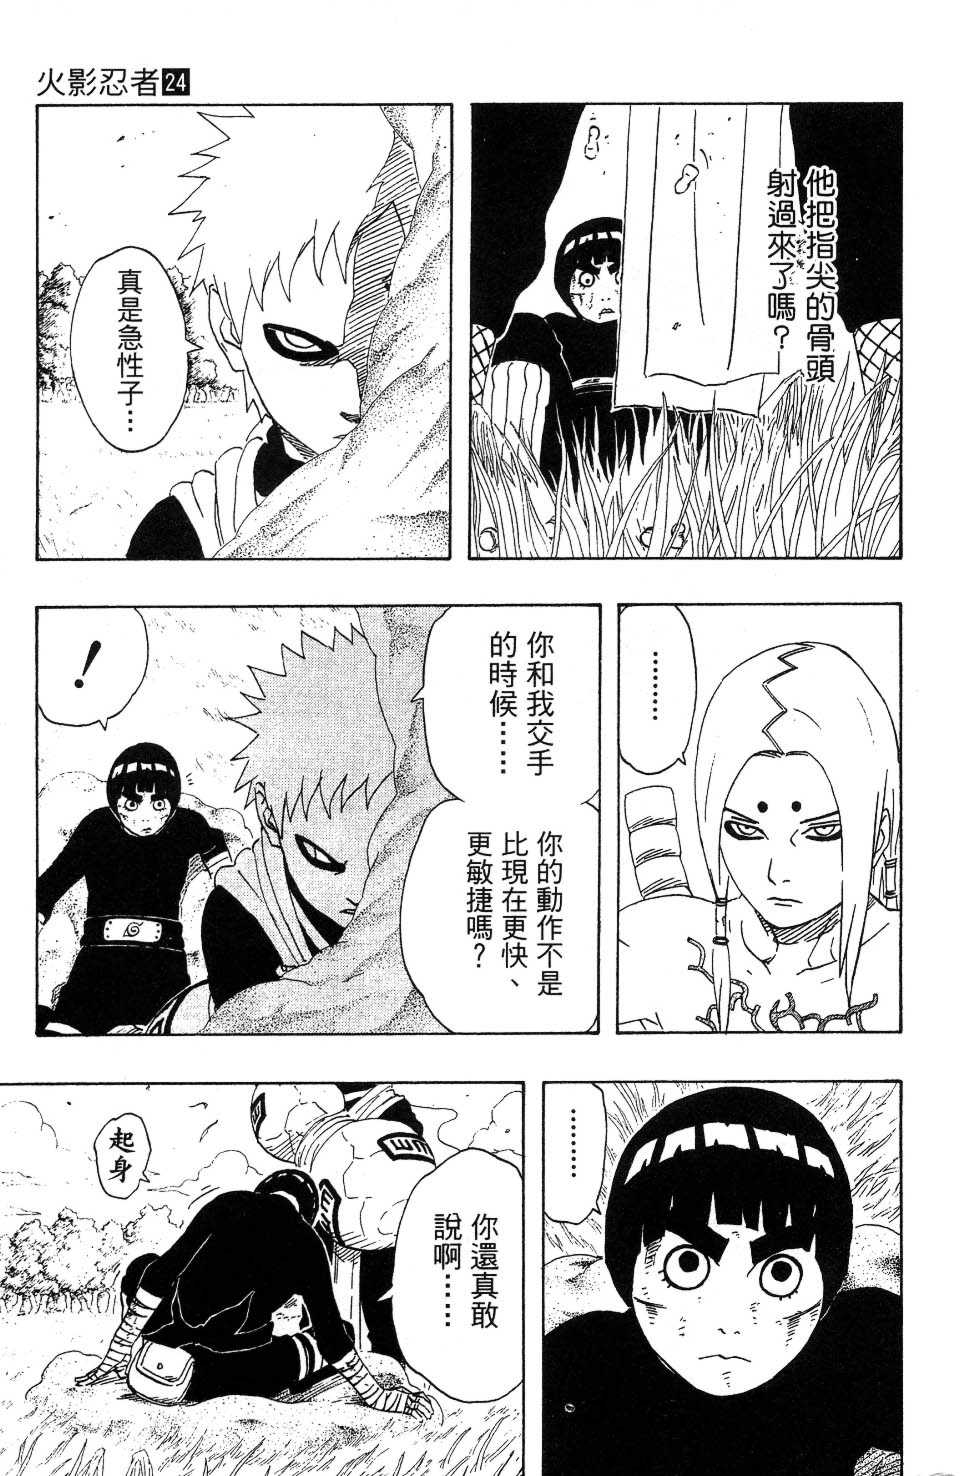 火影忍者24
他把指尖的骨頭
射過來了嗎？
真是急性子…
………
你和我交手
的時候……
你的動作不是
比現在更快、
更敏捷嗎？
！
………
你還真敢
說啊……
起身